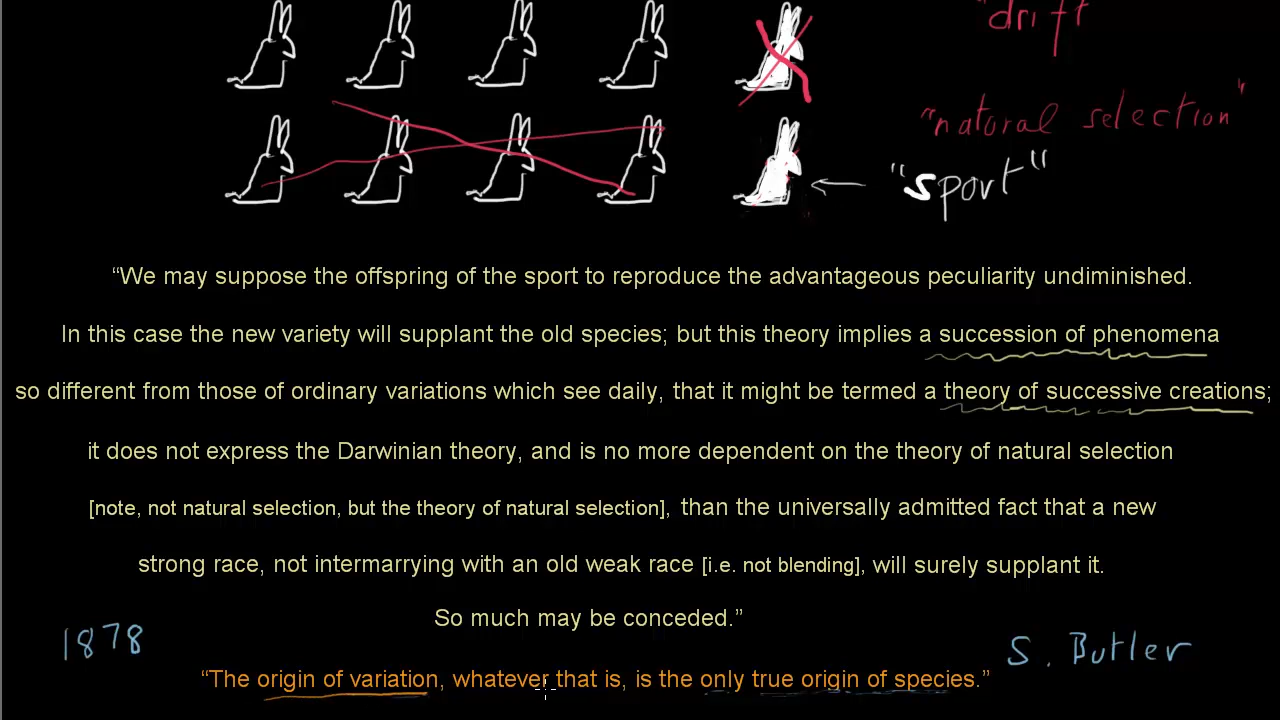 "drift
"natural selection"
"sport"
“We may suppose the offspring of the sport to reproduce the advantageous peculiarity undiminished.
In this case the new variety will supplant the old species; but this theory implies a succession of phenomena
so different from those of ordinary variations which see daily, that it might be termed a theory of successive creations;
it does not express the Darwinian theory, and is no more dependent on the theory of natural selection
[note, not natural selection, but the theory of natural selection], than the universally admitted fact that a new
strong race, not intermarrying with an old weak race [i.e. not blending], will surely supplant it.
So much may be conceded.”
1878
S. Butler
“The origin of variation, whatever that is, is the only true origin of species.”